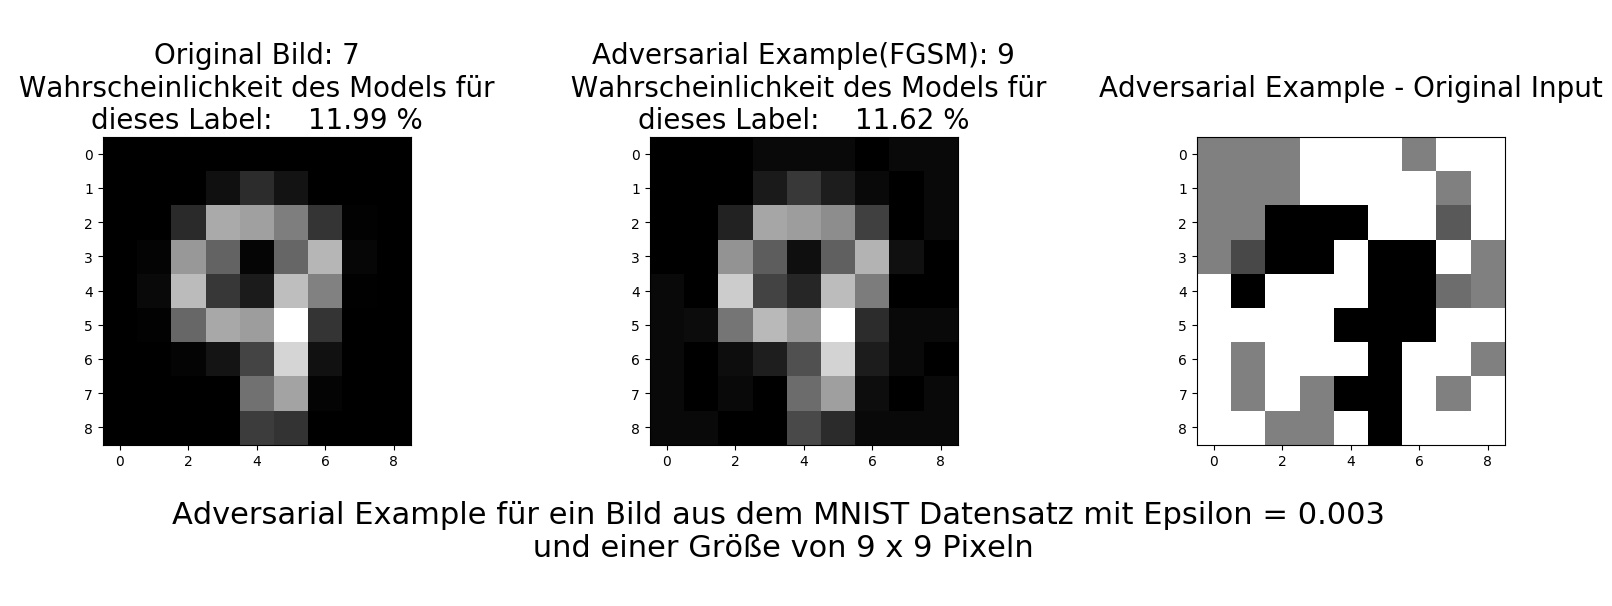 Original Bild: 7
Wahrscheinlichkeit des Models für
dieses Label:    11.99 %
0
1
2
3
4
5
6
7
8
0 2 4 6 8
Adversarial Example(FGSM): 9
Wahrscheinlichkeit des Models für
dieses Label:    11.62 %
0
1
2
3
4
5
6
7
8
0 2 4 6 8
Adversarial Example - Original Input
0
1
2
3
4
5
6
7
8
0 2 4 6 8
Adversarial Example für ein Bild aus dem MNIST Datensatz mit Epsilon = 0.003
und einer Größe von 9 x 9 Pixeln